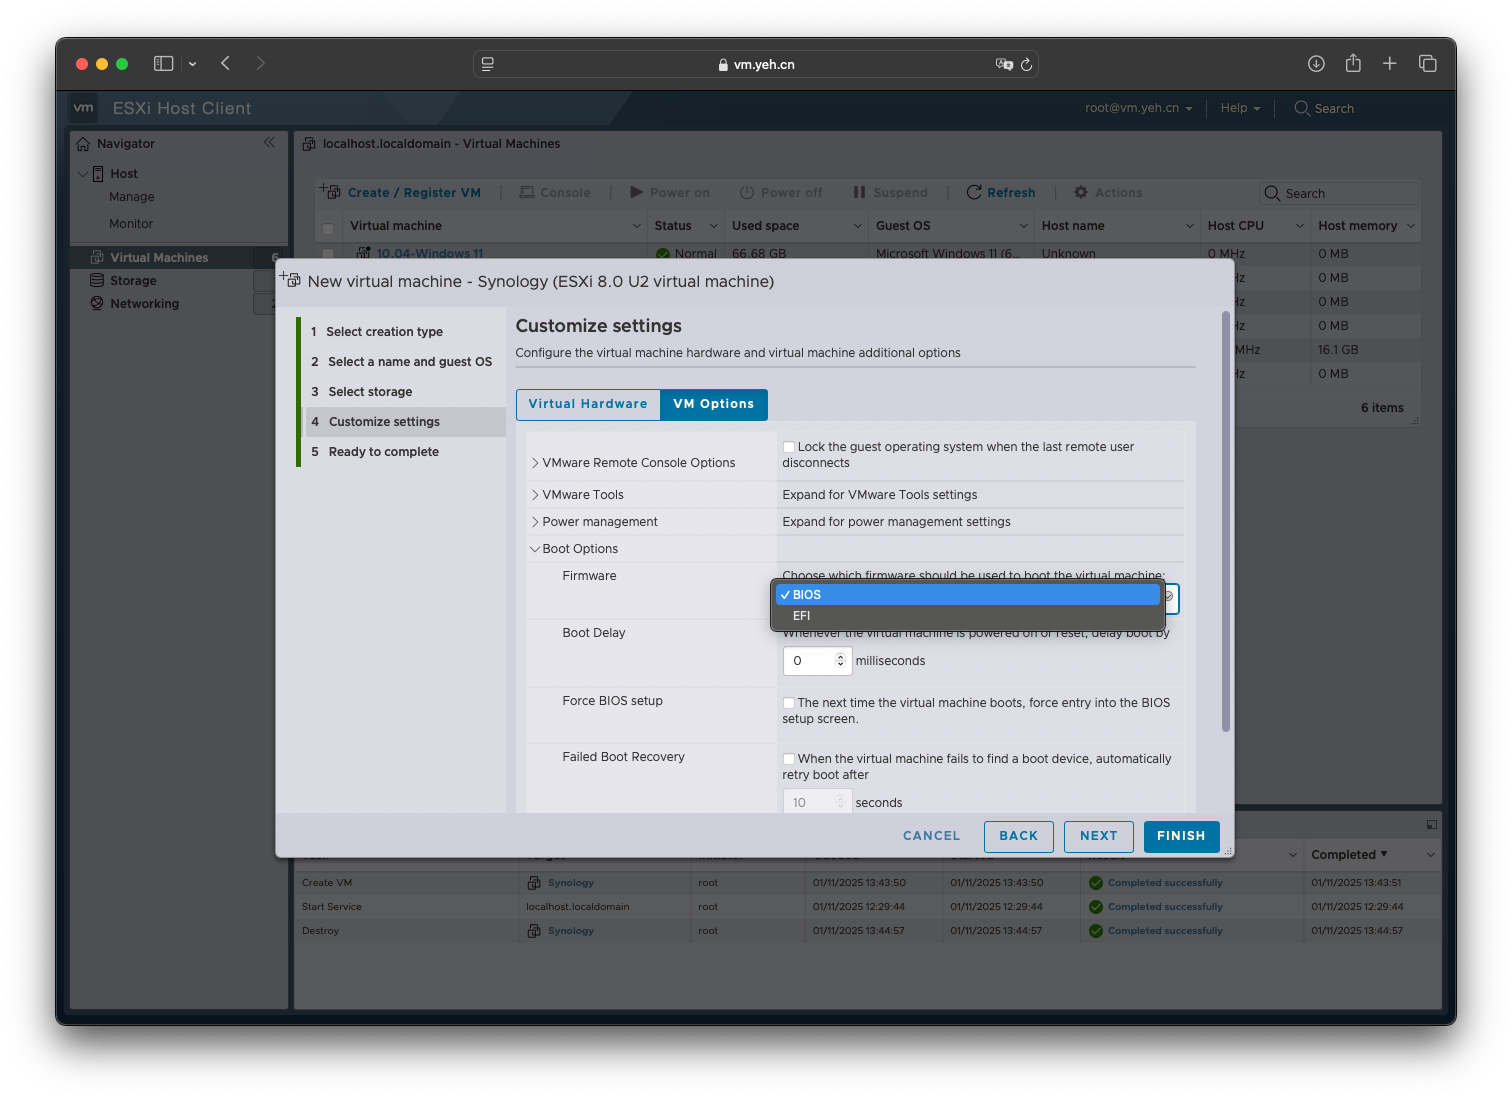 vm.yeh.cn
vm ESXi Host Client
root@vm.yeh.cn
Help
Search
Navigator
Host
Manage
Monitor
Virtual Machines 6
Storage
Networking
localhost.localdomain - Virtual Machines
Create / Register VM
Console
Power on
Power off
Suspend
Refresh
Actions
Search
Virtual machine
Status
Used space
Guest OS
Host name
Host CPU
Host memory
10.04-Windows 11
Normal
66.68 GB
Microsoft Windows 11 (6...
Unknown
0 MHz
0 MB
0 MB
0 MB
0 MB
MHz
16.1 GB
0 MB
6 items
New virtual machine - Synology (ESXi 8.0 U2 virtual machine)
1 Select creation type
2 Select a name and guest OS
3 Select storage
4 Customize settings
5 Ready to complete
Customize settings
Configure the virtual machine hardware and virtual machine additional options
Virtual Hardware
VM Options
VMware Remote Console Options
Lock the guest operating system when the last remote user
disconnects
VMware Tools
Expand for VMware Tools settings
Power management
Expand for power management settings
Boot Options
Firmware
Choose which firmware should be used to boot the virtual machine:
✓ BIOS
EFI
Boot Delay
Whenever the virtual machine is powered on or reset, delay boot by
0 milliseconds
Force BIOS setup
The next time the virtual machine boots, force entry into the BIOS
setup screen.
Failed Boot Recovery
When the virtual machine fails to find a boot device, automatically
retry boot after
10 seconds
CANCEL
BACK
NEXT
FINISH
Completed ▼
Create VM
Synology
root
01/11/2025 13:43:50
01/11/2025 13:43:50
Completed successfully
01/11/2025 13:43:51
Start Service
localhost.localdomain
root
01/11/2025 12:29:44
01/11/2025 12:29:44
Completed successfully
01/11/2025 12:29:44
Destroy
Synology
root
01/11/2025 13:44:57
01/11/2025 13:44:57
Completed successfully
01/11/2025 13:44:57